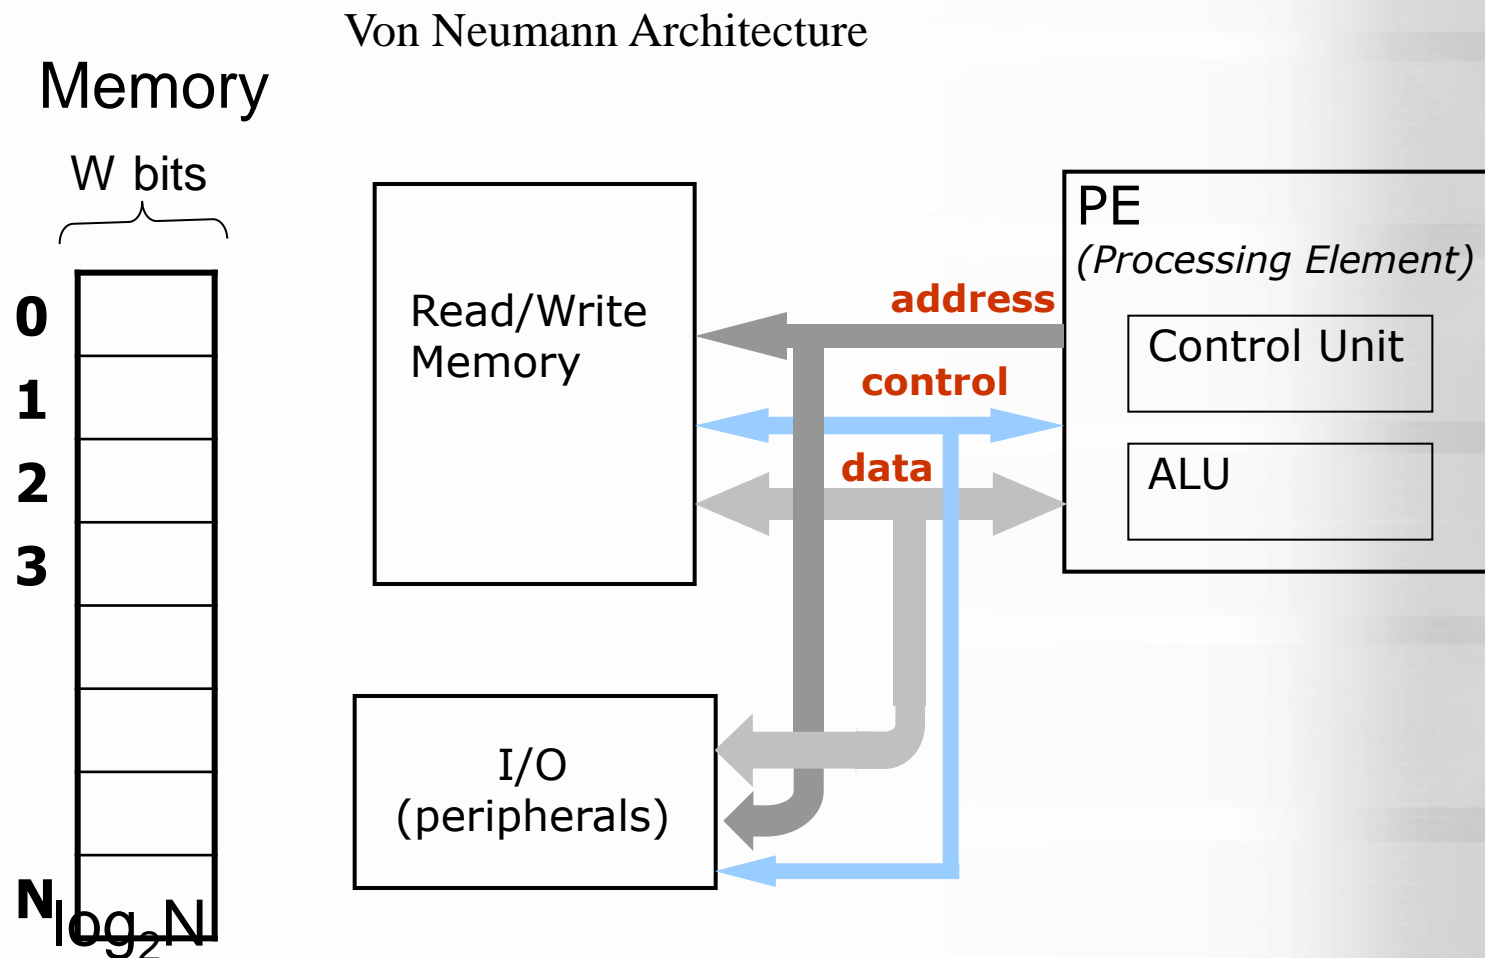 Von Neumann Architecture
Memory
W bits
0
1
2
3
N
log₂N
Read/Write
Memory
I/O
(peripherals)
address
control
data
PE
(Processing Element)
Control Unit
ALU